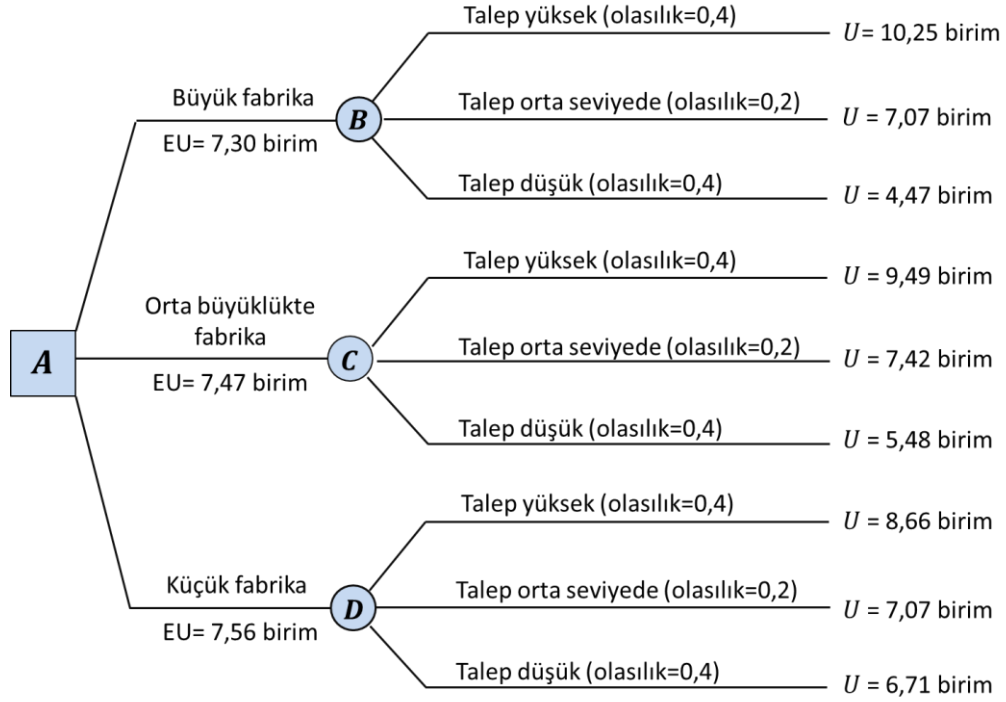 Talep yüksek (olasılık=0,4)
U= 10,25 birim
Büyük fabrika
EU= 7,30 birim
B
Talep orta seviyede (olasılık=0,2)
U = 7,07 birim
Talep düşük (olasılık=0,4)
U = 4,47 birim
A
Orta büyüklükte
fabrika
EU= 7,47 birim
C
Talep yüksek (olasılık=0,4)
U = 9,49 birim
Talep orta seviyede (olasılık=0,2)
U = 7,42 birim
Talep düşük (olasılık=0,4)
U = 5,48 birim
Küçük fabrika
EU= 7,56 birim
D
Talep yüksek (olasılık=0,4)
U = 8,66 birim
Talep orta seviyede (olasılık=0,2)
U = 7,07 birim
Talep düşük (olasılık=0,4)
U = 6,71 birim